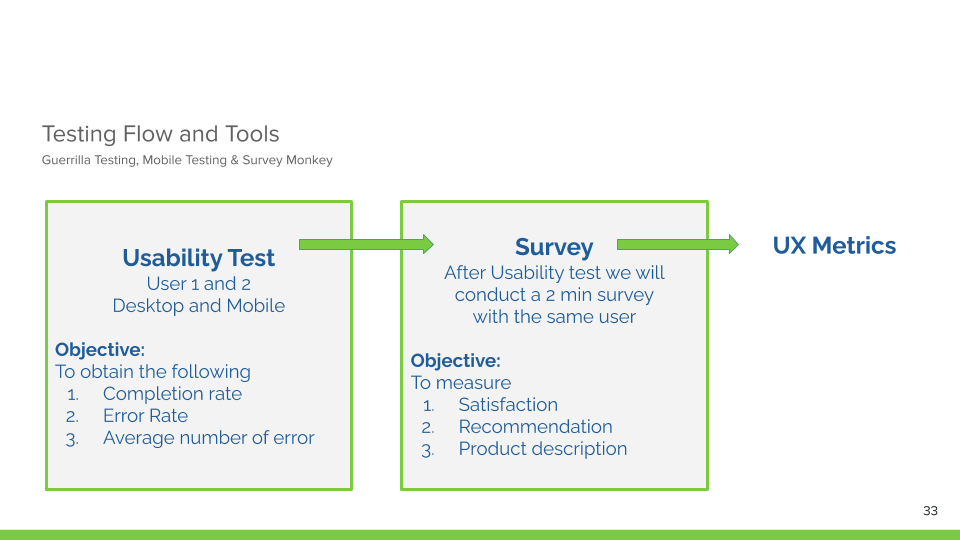 Testing Flow and Tools
Guerrilla Testing, Mobile Testing & Survey Monkey
Usability Test
User 1 and 2
Desktop and Mobile
Objective:
To obtain the following
1. Completion rate
2. Error Rate
3. Average number of error
Survey
After Usability test we will
conduct a 2 min survey
with the same user
Objective:
To measure
1. Satisfaction
2. Recommendation
3. Product description
UX Metrics
33